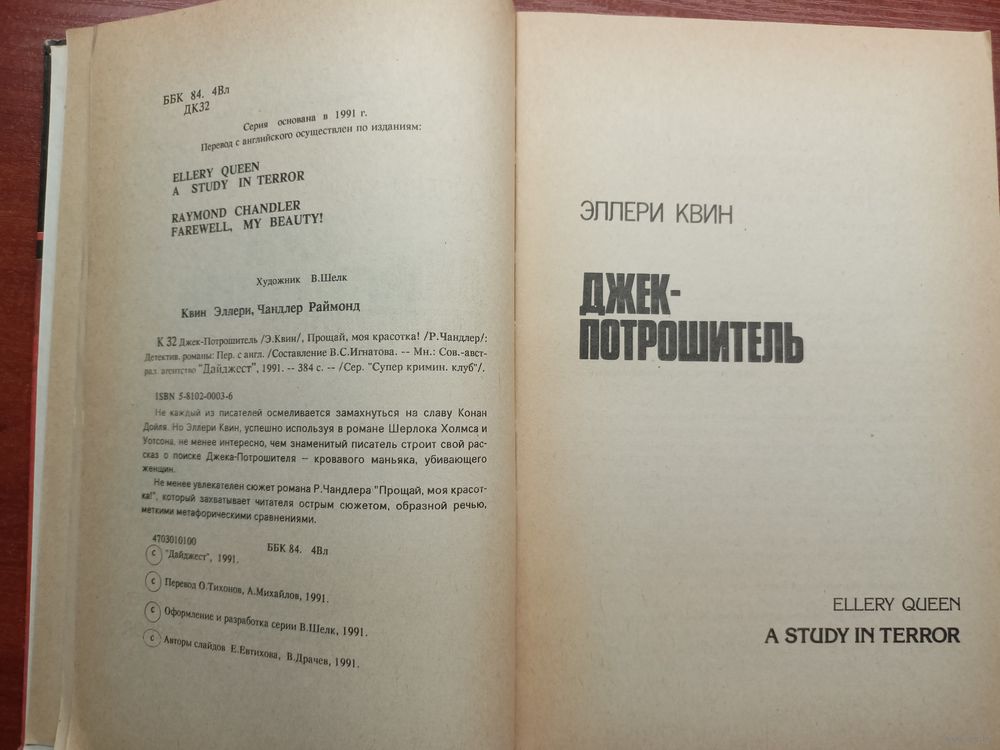 ББК 84. 4Вл
ДК32
Серия основана в 1991 г.
Перевод с английского осуществлен по изданиям:
ELLERY QUEEN
A STUDY IN TERROR
RAYMOND CHANDLER
FAREWELL, MY BEAUTY!
Художник В.Шелк
Квин Эллери, Чандлер Раймонд
К 32 Джек-Потрошитель /Э.Квин/, Прощай, моя красотка! /Р.Чандлер/:
Детектив. романы: Пер. с англ. /Составление В.С.Игнатова. -- Мн.: Сов.-авст-
рал. агентство "Дайджест", 1991. -- 384 с. -- /Сер. "Супер кримин. клуб"/.
ISBN 5-8102-0003-6
Не каждый из писателей осмеливается замахнуться на славу Конан
Дойля. Но Эллери Квин, успешно используя в романе Шерлока Холмса и
Уотсона, не менее интересно, чем знаменитый писатель строит свой рас-
сказ о поиске Джека-Потрошителя – кровавого маньяка, убивающего
женщин.
Не менее увлекателен сюжет романа Р.Чандлера "Прощай, моя красот-
ка!", который захватывает читателя острым сюжетом, образной речью,
меткими метафорическими сравнениями.
4703010100
ББК 84. 4Вл
© "Дайджест", 1991.
© Перевод О.Тихонов, А.Михайлов, 1991.
© Оформление и разработка серии В.Шелк, 1991.
© Авторы слайдов Е.Евтихова, В.Драчев, 1991.
ЭЛЛЕРИ КВИН
ДЖЕК-
ПОТРОШИТЕЛЬ
ELLERY QUEEN
A STUDY IN TERROR